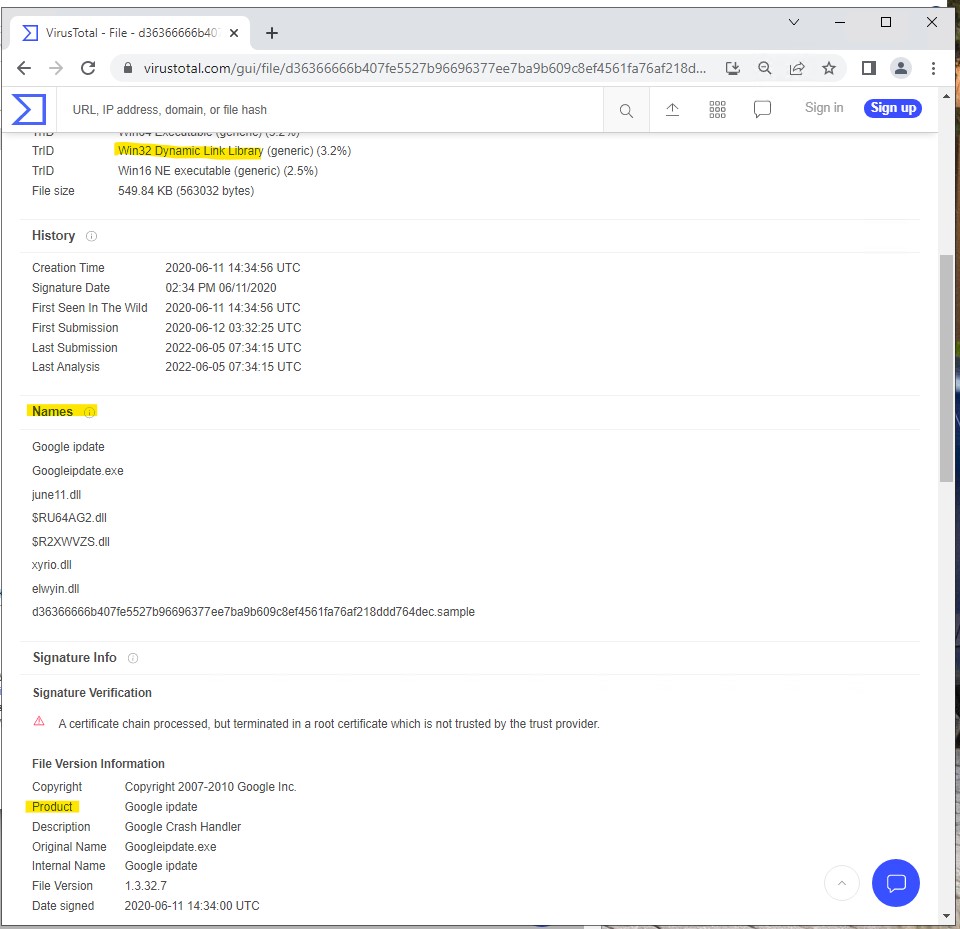 VirusTotal - File - d36366666b407
virustotal.com/gui/file/d36366666b407fe5527b96696377ee7ba9b609c8ef4561fa76af218d...
URL, IP address, domain, or file hash
Sign in
Sign up
TrID Win64 Executable (generic) (5.2%)
TrID Win32 Dynamic Link Library (generic) (3.2%)
TrID Win16 NE executable (generic) (2.5%)
File size 549.84 KB (563032 bytes)
History
Creation Time 2020-06-11 14:34:56 UTC
Signature Date 02:34 PM 06/11/2020
First Seen In The Wild 2020-06-11 14:34:56 UTC
First Submission 2020-06-12 03:32:25 UTC
Last Submission 2022-06-05 07:34:15 UTC
Last Analysis 2022-06-05 07:34:15 UTC
Names
Google ipdate
Googleipdate.exe
june11.dll
$RU64AG2.dll
$R2XWVZS.dll
xyrio.dll
elwyin.dll
d36366666b407fe5527b96696377ee7ba9b609c8ef4561fa76af218ddd764dec.sample
Signature Info
Signature Verification
A certificate chain processed, but terminated in a root certificate which is not trusted by the trust provider.
File Version Information
Copyright Copyright 2007-2010 Google Inc.
Product Google ipdate
Description Google Crash Handler
Original Name Googleipdate.exe
Internal Name Google ipdate
File Version 1.3.32.7
Date signed 2020-06-11 14:34:00 UTC